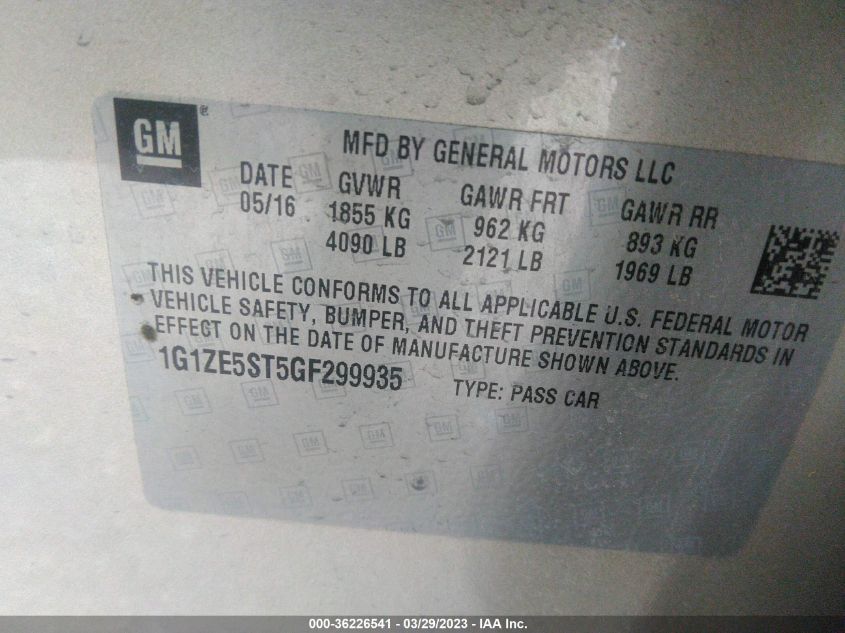 GM ®
MFD BY GENERAL MOTORS LLC
DATE GVWR GAWR FRT GAWR RR
05/16 1855 KG 962 KG 893 KG
4090 LB 2121 LB 1969 LB
THIS VEHICLE CONFORMS TO ALL APPLICABLE U.S. FEDERAL MOTOR
VEHICLE SAFETY, BUMPER, AND THEFT PREVENTION STANDARDS IN
EFFECT ON THE DATE OF MANUFACTURE SHOWN ABOVE.
1G1ZE5ST5GF299935 TYPE: PASS CAR
000-36226541 - 03/29/2023 - IAA Inc.